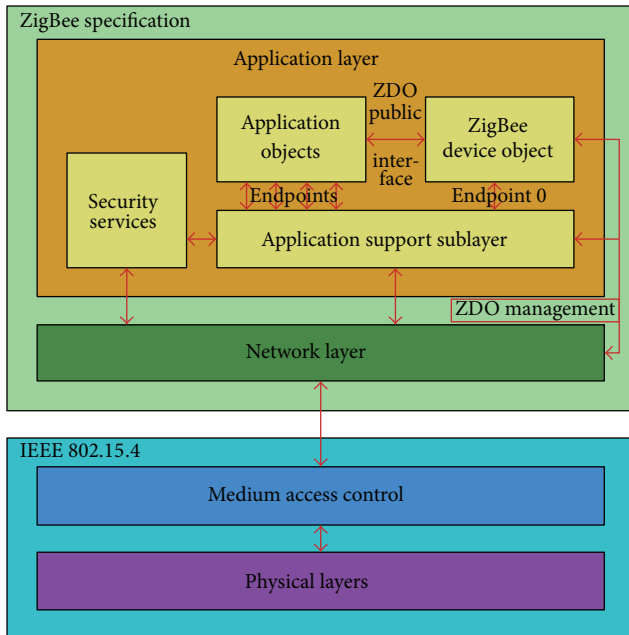 ZigBee specification
Application layer
ZDO
public
inter-
face
Application
objects
ZigBee
device object
Security
services
Endpoints
Endpoint 0
Application support sublayer
ZDO management
Network layer
IEEE 802.15.4
Medium access control
Physical layers